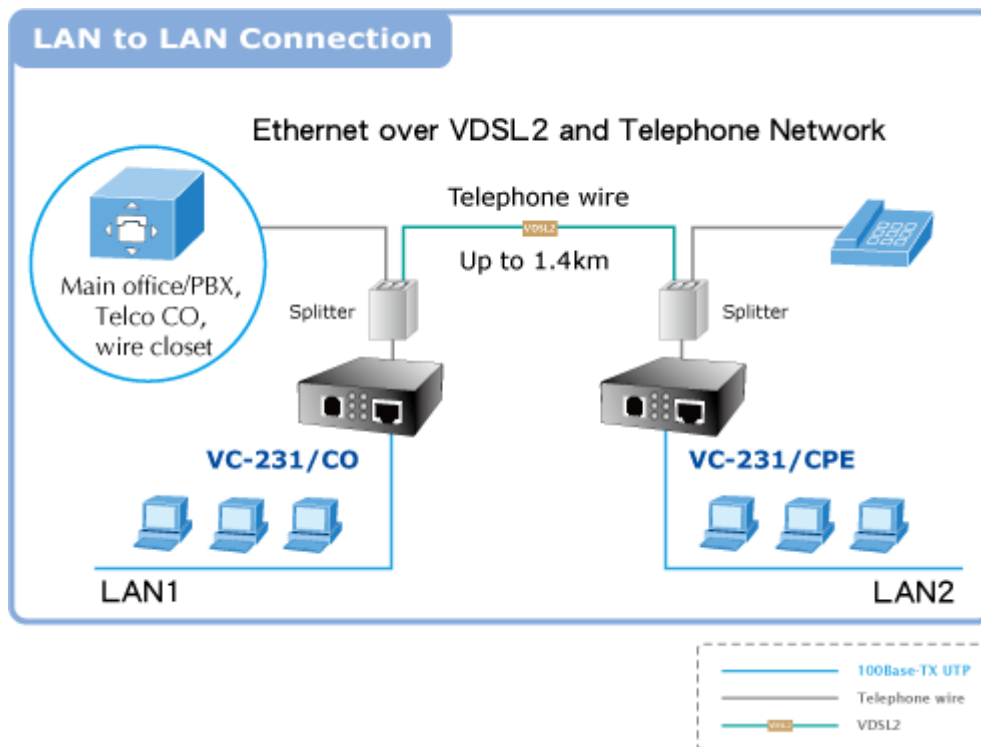 LAN to LAN Connection
Ethernet over VDSL2 and Telephone Network
Telephone wire
VDSL2
Up to 1.4km
Main office/PBX,
Telco CO,
wire closet
Splitter
Splitter
VC-231/CO
VC-231/CPE
LAN1
LAN2
100Base-TX UTP
Telephone wire
VDSL2
VDSL2